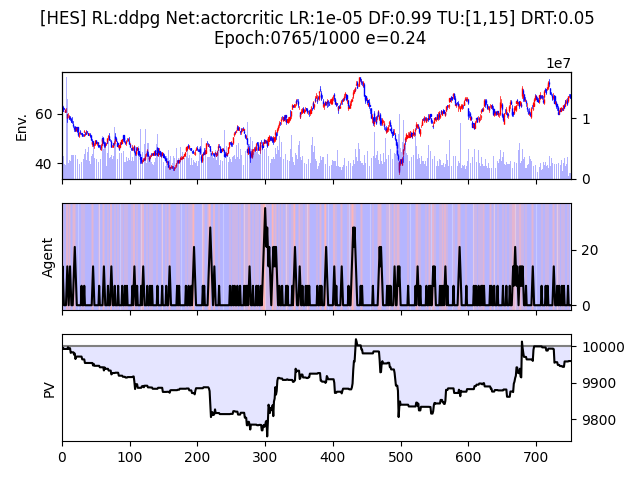 [HES] RL:ddpg Net:actorcritic LR:1e-05 DF:0.99 TU:[1,15] DRT:0.05
Epoch:0765/1000 e=0.24
1e7
Env.
60
40
1
0
Agent
20
0
PV
10000
9900
9800
0 100 200 300 400 500 600 700